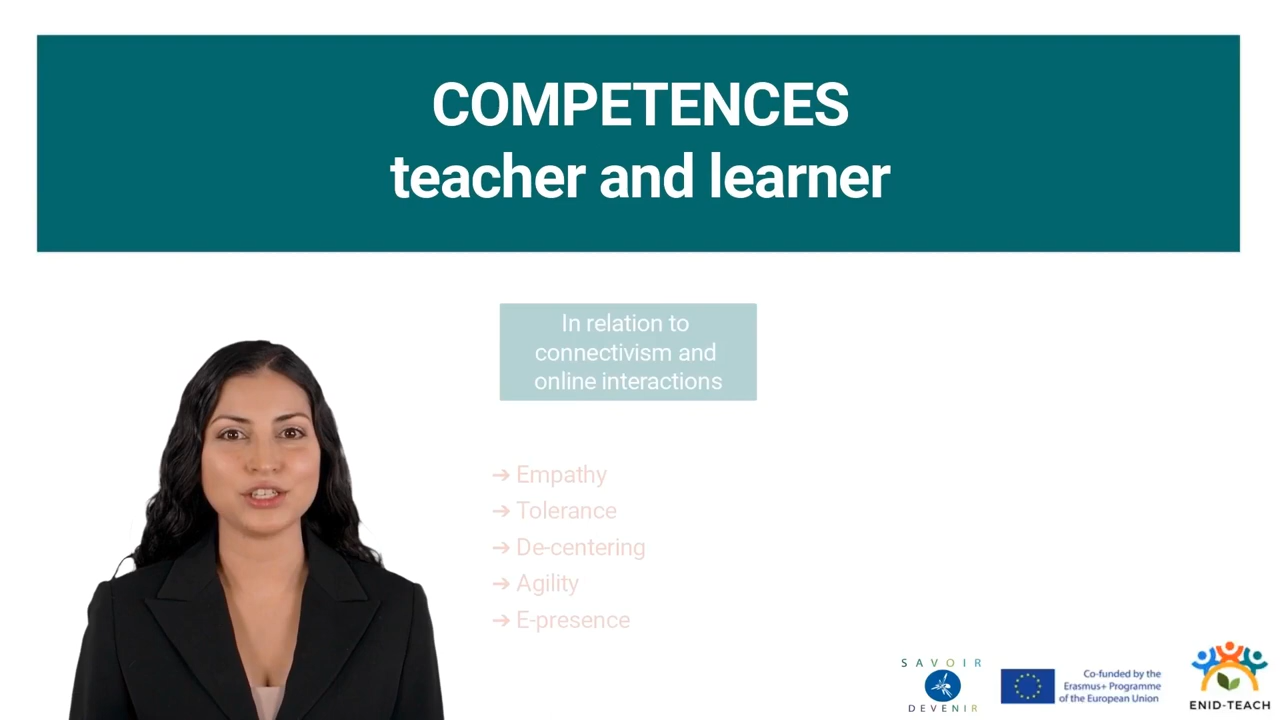 COMPETENCES
teacher and learner
In relation to
connectivism and
online interactions
➔ Empathy
➔ Tolerance
➔ De-centering
➔ Agility
➔ E-presence
SAVOIR
DEVENIR
Co-funded by the
Erasmus+ Programme
of the European Union
ENID-TEACH